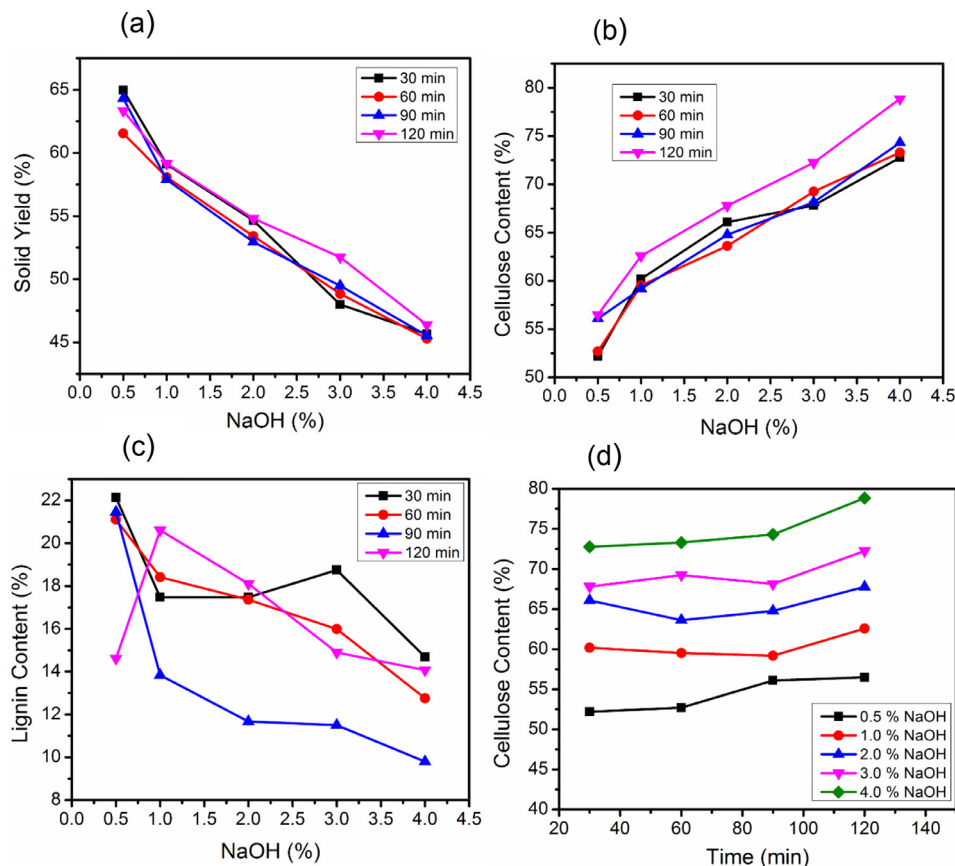 (a)
65
60
55
50
45
Solid Yield (%)
30 min
60 min
90 min
120 min
0.0 0.5 1.0 1.5 2.0 2.5 3.0 3.5 4.0 4.5
NaOH (%)
(b)
80
75
70
65
60
55
50
Cellulose Content (%)
30 min
60 min
90 min
120 min
0.0 0.5 1.0 1.5 2.0 2.5 3.0 3.5 4.0 4.5
NaOH (%)
(c)
22
20
18
16
14
12
10
8
Lignin Content (%)
30 min
60 min
90 min
120 min
0.0 0.5 1.0 1.5 2.0 2.5 3.0 3.5 4.0 4.5
NaOH (%)
(d)
80
75
70
65
60
55
50
45
40
Cellulose Content (%)
0.5 % NaOH
1.0 % NaOH
2.0 % NaOH
3.0 % NaOH
4.0 % NaOH
20 40 60 80 100 120 140
Time (min)